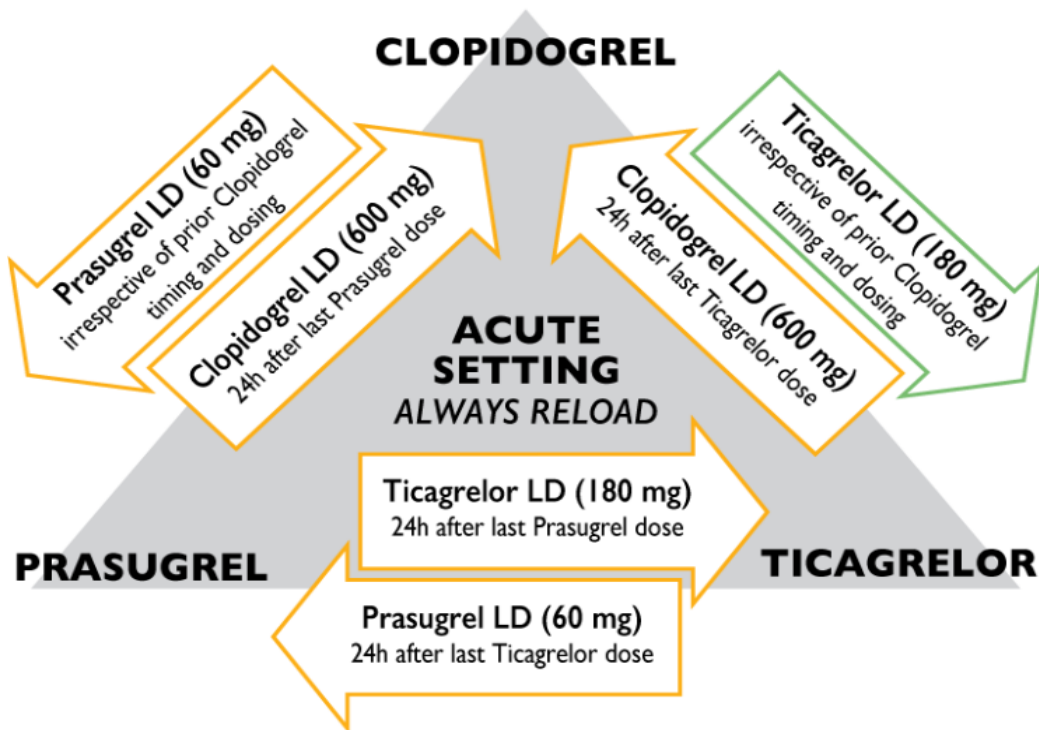 CLOPIDOGREL
Prasugrel LD (60 mg)
irrespective of prior Clopidogrel
timing and dosing
Clopidogrel LD (600 mg)
24h after last Prasugrel dose
Clopidogrel LD (600 mg)
24h after last Ticagrelor dose
Ticagrelor LD (180 mg)
irrespective of prior Clopidogrel
timing and dosing
ACUTE
SETTING
ALWAYS RELOAD
Ticagrelor LD (180 mg)
24h after last Prasugrel dose
PRASUGREL
TICAGRELOR
Prasugrel LD (60 mg)
24h after last Ticagrelor dose